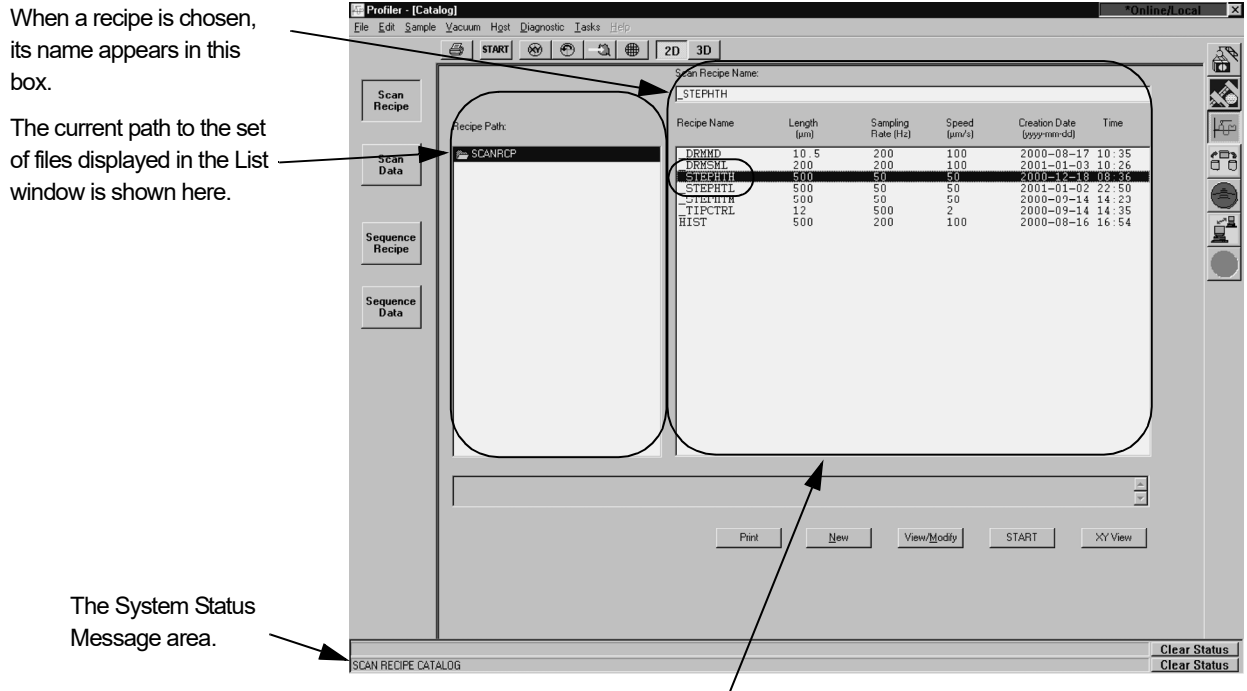 When a recipe is chosen,
its name appears in this
box.
The current path to the set
of files displayed in the List
window is shown here.
The System Status
Message area.
Profiler - [Catalog]
*Online/Local
File Edit Sample Vacuum Host Diagnostic Tasks Help
START 2D 3D
Scan
Recipe
Scan
Data
Sequence
Recipe
Sequence
Data
Recipe Path:
SCANRCP
Scan Recipe Name:
_STEPHTH
Recipe Name Length (µm) Sampling Rate (Hz) Speed (µm/s) Creation Date (yyyy-mm-dd) Time
_DRMMD 10.5 200 100 2000-08-17 10:35
_DRMSML 200 200 100 2001-01-03 10:26
_STEPHTH 500 50 50 2000-12-18 08:36
_STEPHTL 500 50 50 2001-01-02 22:50
_STEPHTM 500 50 50 2000-09-14 14:23
_TIPCTRL 12 500 2 2000-09-14 14:35
HIST 500 200 100 2000-08-16 16:54
Print New View/Modify START XY View
Clear Status
SCAN RECIPE CATALOG Clear Status